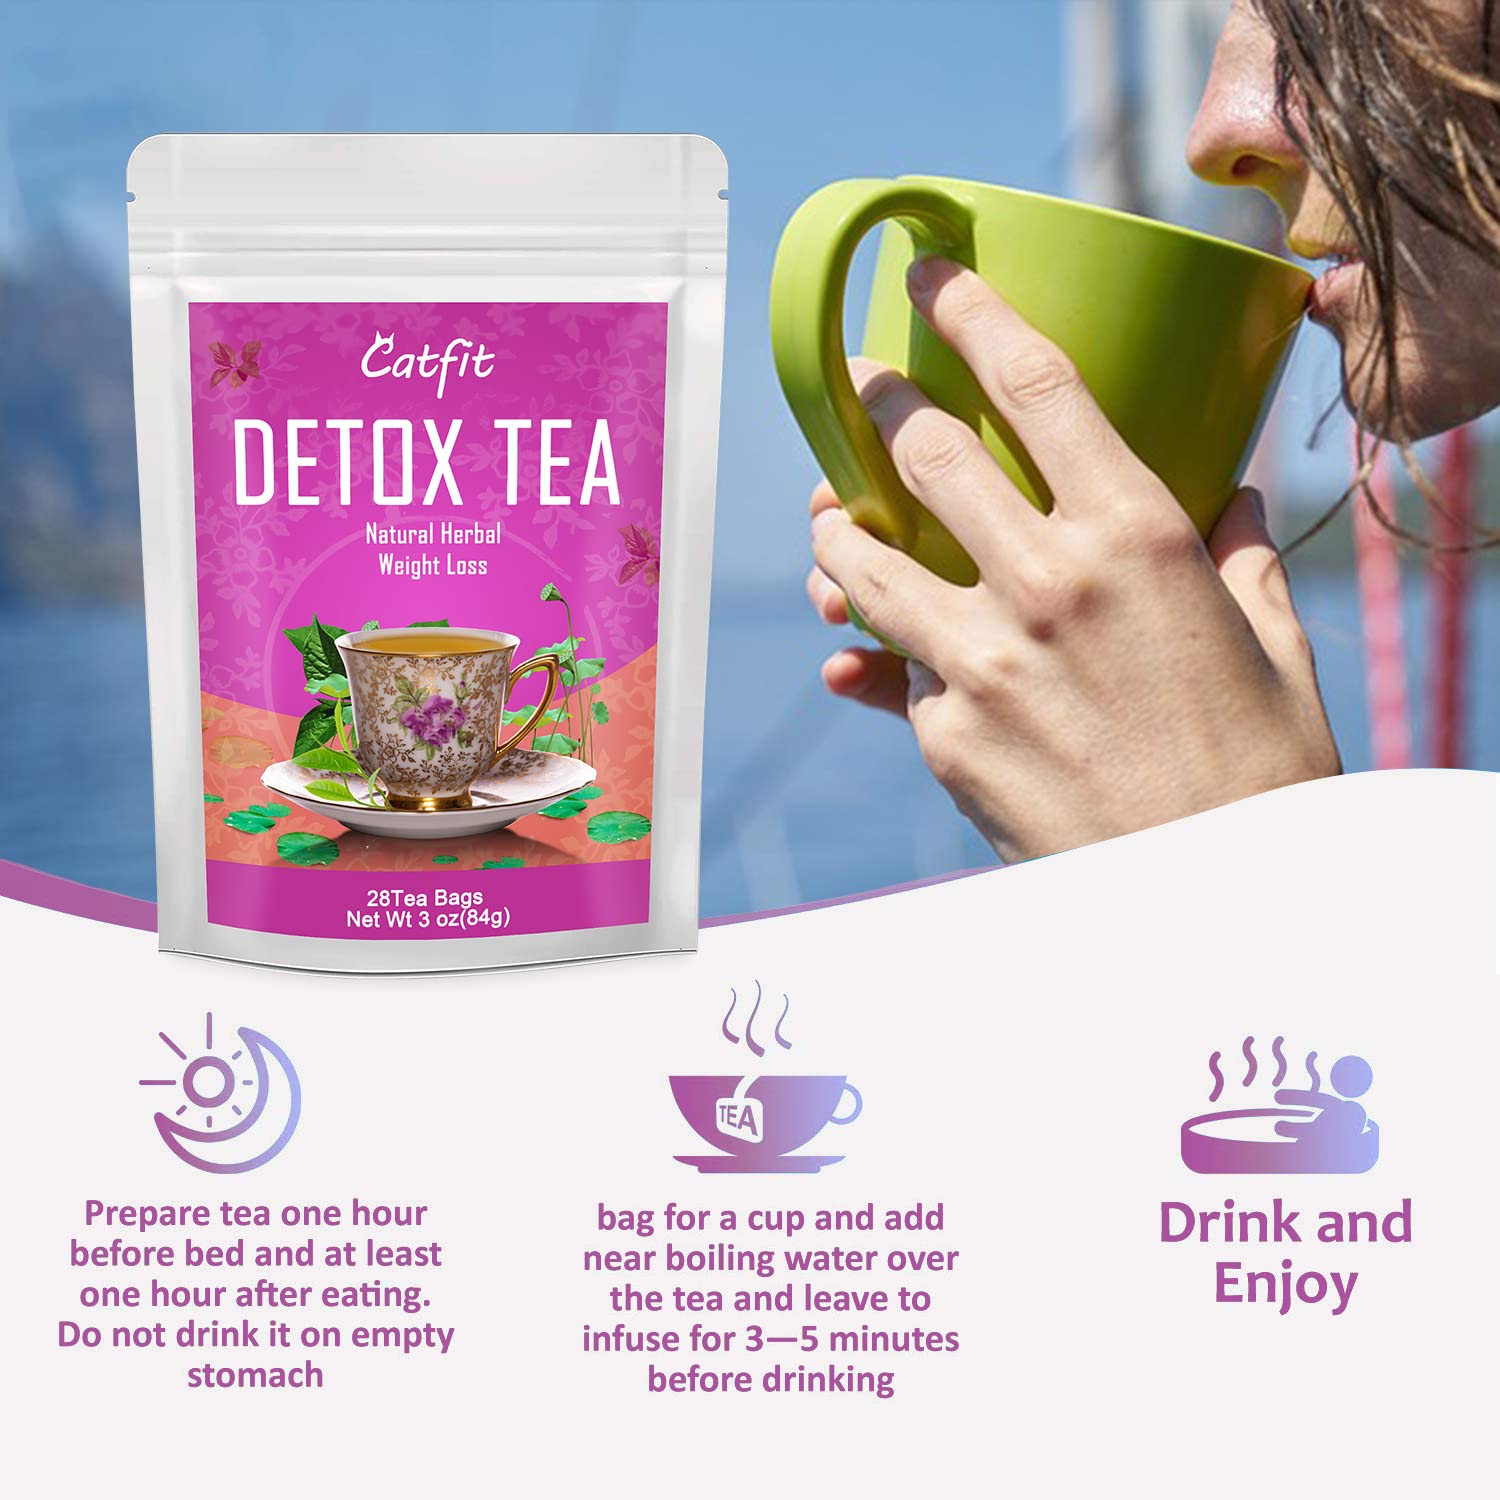 Catfit
DETOX TEA
Natural Herbal
Weight Loss
28Tea Bags
Net Wt 3 oz(84g)
TEA
Prepare tea one hour
before bed and at least
one hour after eating.
Do not drink it on empty
stomach
bag for a cup and add
near boiling water over
the tea and leave to
infuse for 3—5 minutes
before drinking
Drink and
Enjoy